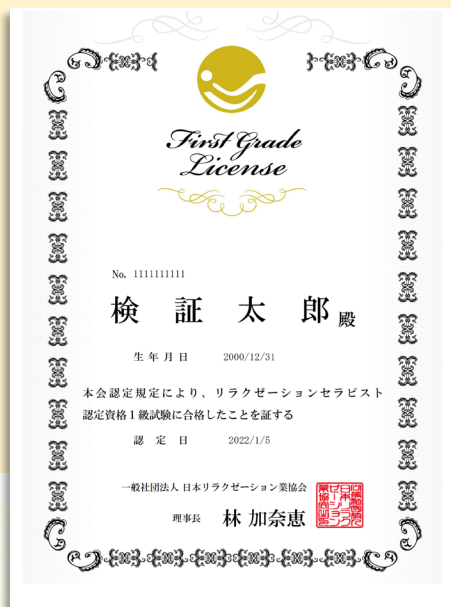 First Grade
License
No. 1111111111
検証太郎殿
生年月日 2000/12/31
本会認定規定により、リラクゼーションセラピスト
認定資格1級試験に合格したことを証する
認定日 2022/1/5
一般社団法人 日本リラクゼーション業協会
理事長 林 加奈恵